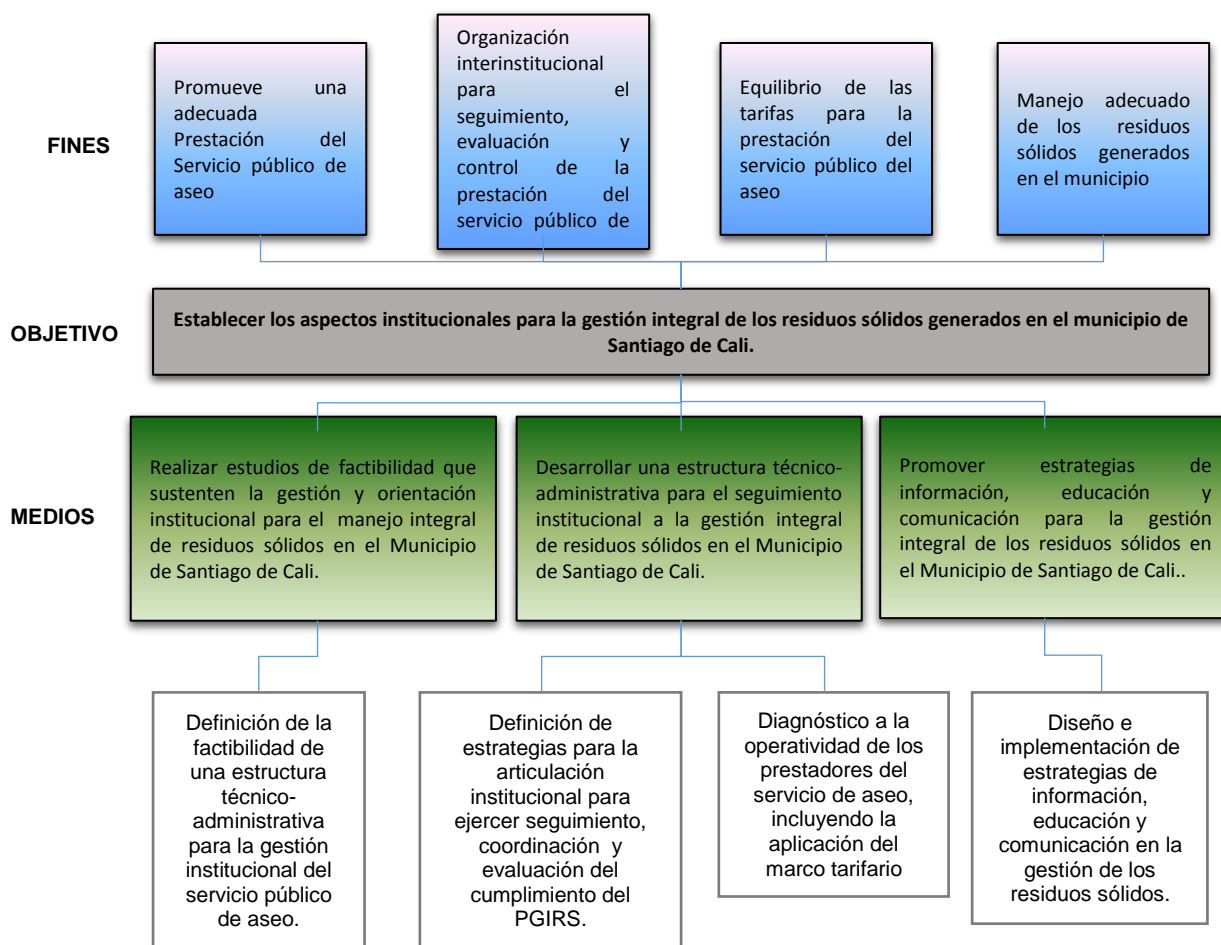 FINES
Promueve una
adecuada
Prestación del
Servicio público de
aseo
Organización
interinstitucional
para el
seguimiento,
evaluación y
control de la
prestación del
servicio público de
Equilibrio de las
tarifas para la
prestación del
servicio público del
aseo
Manejo adecuado
de los residuos
sólidos generados
en el municipio
OBJETIVO
Establecer los aspectos institucionales para la gestión integral de los residuos sólidos generados en el municipio de
Santiago de Cali.
MEDIOS
Realizar estudios de factibilidad que
sustenten la gestión y orientación
institucional para el manejo integral
de residuos sólidos en el Municipio
de Santiago de Cali.
Desarrollar una estructura técnico-
administrativa para el seguimiento
institucional a la gestión integral
de residuos sólidos en el Municipio
de Santiago de Cali.
Promover estrategias de
información, educación y
comunicación para la gestión
integral de los residuos sólidos en
el Municipio de Santiago de Cali..
Definición de la
factibilidad de
una estructura
técnico-
administrativa
para la gestión
institucional del
servicio público
de aseo.
Definición de
estrategias para la
articulación
institucional para
ejercer seguimiento,
coordinación y
evaluación del
cumplimiento del
PGIRS.
Diagnóstico a la
operatividad de los
prestadores del
servicio de aseo,
incluyendo la
aplicación del
marco tarifario
Diseño e
implementación de
estrategias de
información,
educación y
comunicación en la
gestión de los
residuos sólidos.